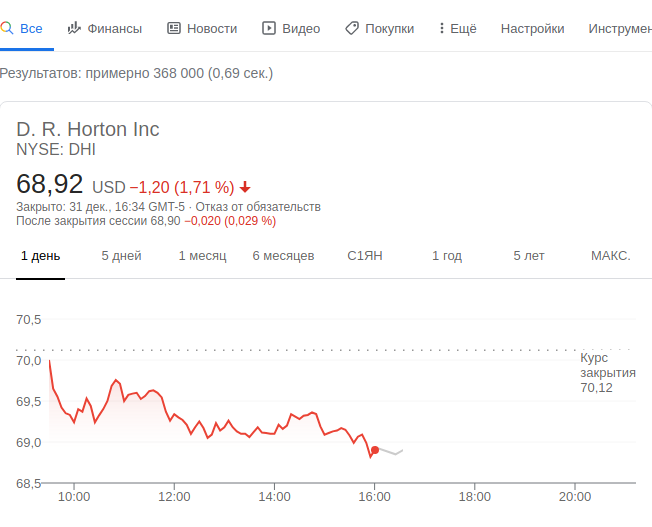 Все Финансы Новости Видео Покупки Ещё Настройки Инструмен
Результатов: примерно 368 000 (0,69 сек.)
D. R. Horton Inc
NYSE: DHI
68,92 USD −1,20 (1,71 %)
Закрыто: 31 дек., 16:34 GMT-5 · Отказ от обязательств
После закрытия сессии 68,90 −0,020 (0,029 %)
1 день 5 дней 1 месяц 6 месяцев С1ЯН 1 год 5 лет МАКС.
70,5
70,0
69,5
69,0
68,5
Курс
закрытия
70,12
10:00 12:00 14:00 16:00 18:00 20:00